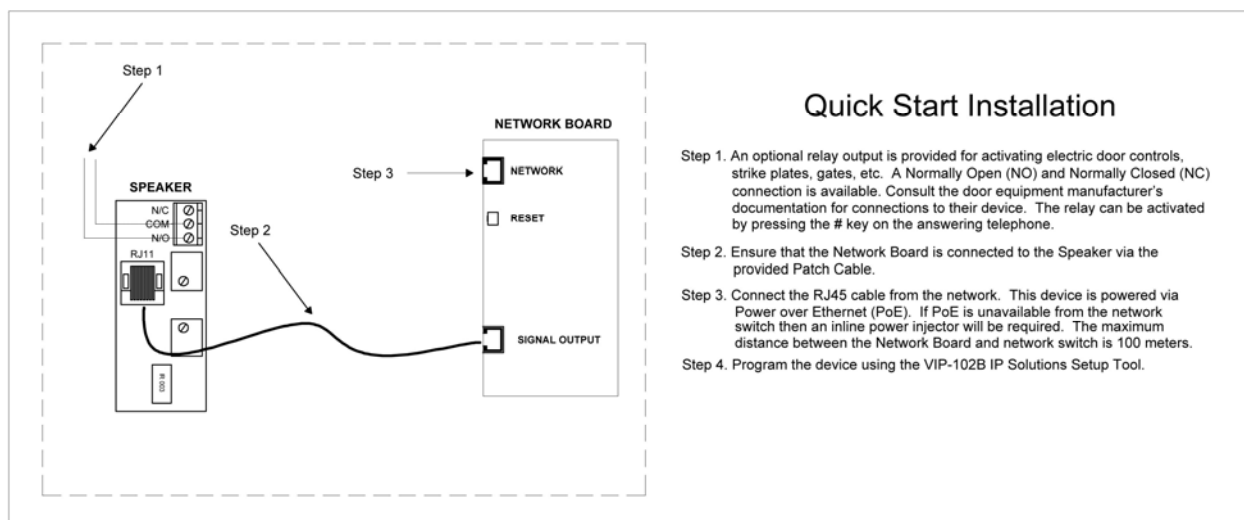 Step 1
NETWORK BOARD
Step 3
NETWORK
SPEAKER
N/C
COM
N/O
RESET
Step 2
RJ11
SIGNAL OUTPUT
Quick Start Installation
Step 1. An optional relay output is provided for activating electric door controls,
strike plates, gates, etc. A Normally Open (NO) and Normally Closed (NC)
connection is available. Consult the door equipment manufacturer's
documentation for connections to their device. The relay can be activated
by pressing the # key on the answering telephone.
Step 2. Ensure that the Network Board is connected to the Speaker via the
provided Patch Cable.
Step 3. Connect the RJ45 cable from the network. This device is powered via
Power over Ethernet (PoE). If PoE is unavailable from the network
switch then an inline power injector will be required. The maximum
distance between the Network Board and network switch is 100 meters.
Step 4. Program the device using the VIP-102B IP Solutions Setup Tool.